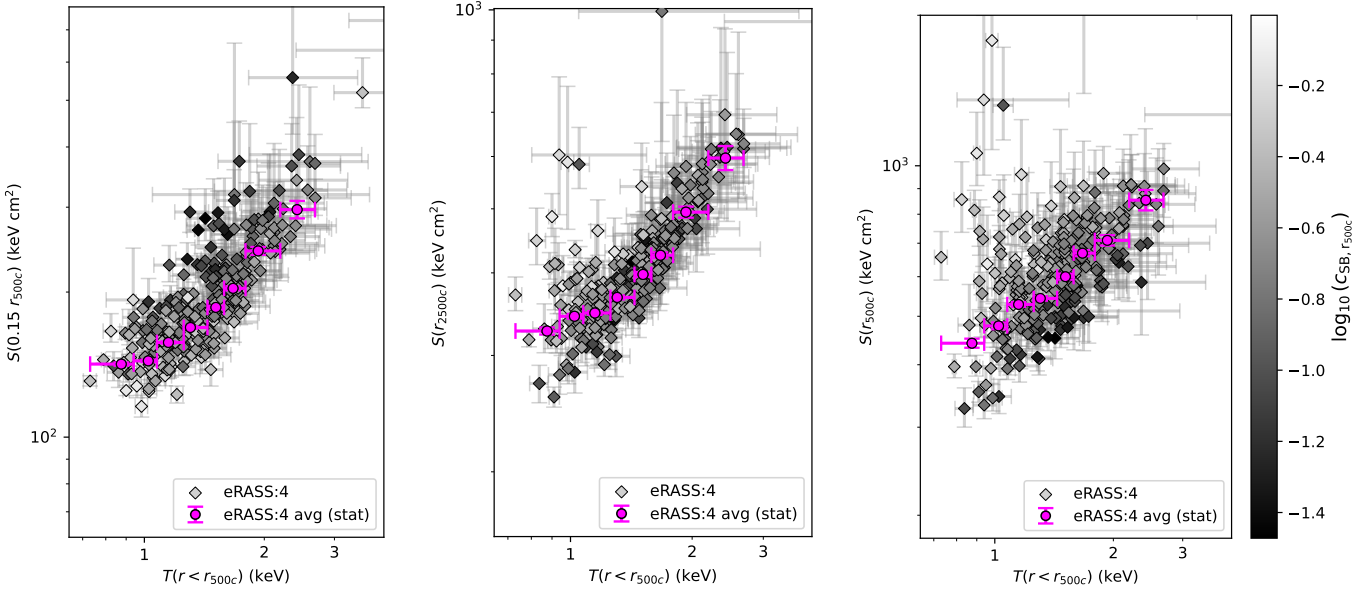 S(0.15 r500c) (keV cm²)
10²
1
2
3
T(r < r500c) (keV)
eRASS:4
eRASS:4 avg (stat)
S(r2500c) (keV cm²)
10³
1
2
3
T(r < r500c) (keV)
eRASS:4
eRASS:4 avg (stat)
S(r500c) (keV cm²)
10³
1
2
3
T(r < r500c) (keV)
eRASS:4
eRASS:4 avg (stat)
−0.2
−0.4
−0.6
−0.8
−1.0
−1.2
−1.4
log10 (cSB, r500c)